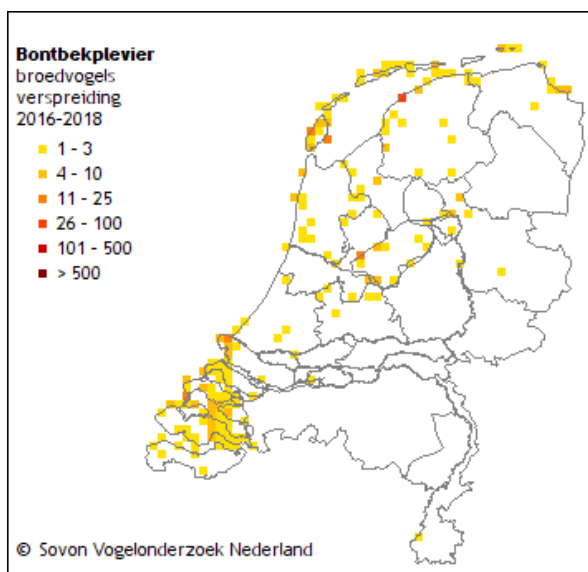 Bontbekplevier
broedvogels
verspreiding
2016-2018
1 - 3
4 - 10
11 - 25
26 - 100
101 - 500
> 500
© Sovon Vogelonderzoek Nederland